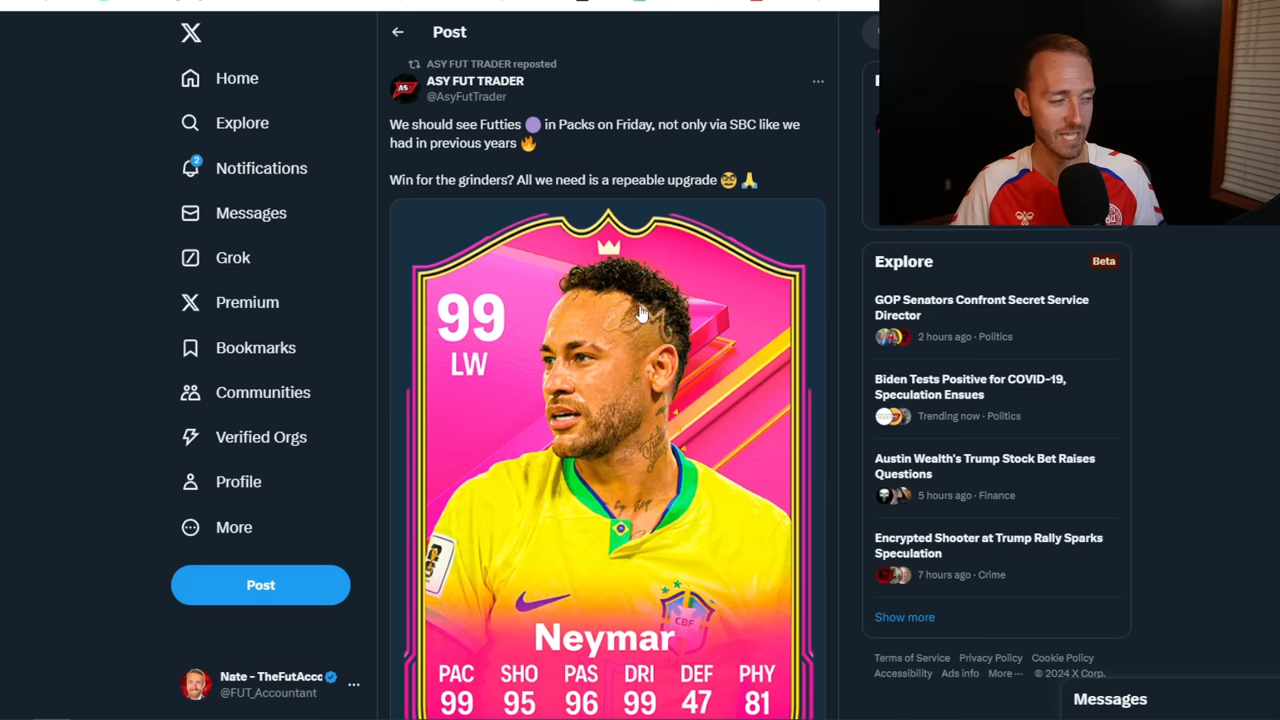 Post
Home
Explore
2
Notifications
Messages
Grok
Premium
Bookmarks
Communities
Verified Orgs
Profile
More
Post
Nate - TheFutAcc
@FUT_Accountant
ASY FUT TRADER reposted
AS
ASY FUT TRADER
@AsyFutTrader
We should see Futties 🟣 in Packs on Friday, not only via SBC like we
had in previous years 🔥
Win for the grinders? All we need is a repeable upgrade 🥸 🙏
99
LW
CBF
Neymar
PAC SHO PAS DRI DEF PHY
99 95 96 99 47 81
Explore
Beta
GOP Senators Confront Secret Service
Director
2 hours ago · Politics
Biden Tests Positive for COVID-19,
Speculation Ensues
Trending now · Politics
Austin Wealth's Trump Stock Bet Raises
Questions
5 hours ago · Finance
Encrypted Shooter at Trump Rally Sparks
Speculation
7 hours ago · Crime
Show more
Terms of Service Privacy Policy Cookie Policy
Accessibility Ads info More ··· © 2024 X Corp.
Messages